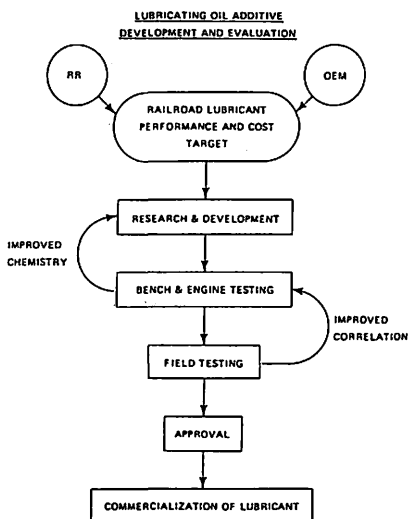 LUBRICATING OIL ADDITIVE
DEVELOPMENT AND EVALUATION
RR
OEM
RAILROAD LUBRICANT
PERFORMANCE AND COST
TARGET
RESEARCH & DEVELOPMENT
IMPROVED
CHEMISTRY
BENCH & ENGINE TESTING
IMPROVED
CORRELATION
FIELD TESTING
APPROVAL
COMMERCIALIZATION OF LUBRICANT